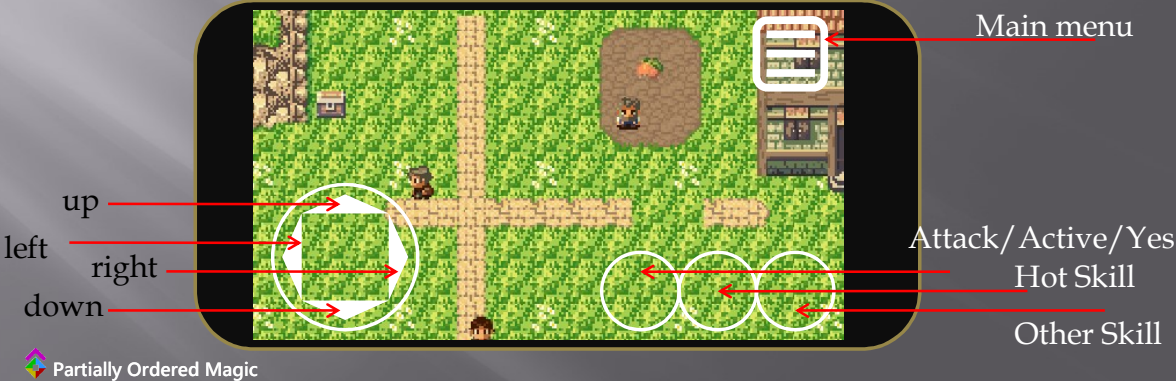 Main menu
up
left
right
down
Attack/Active/Yes
Hot Skill
Other Skill
Partially Ordered Magic